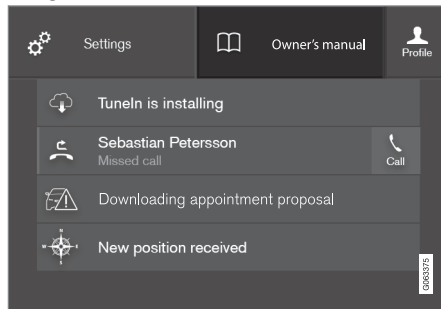 Settings
Owner's manual
Profile
TuneIn is installing
Sebastian Petersson
Missed call
Call
Downloading appointment proposal
N
W E
S
New position received
G063375